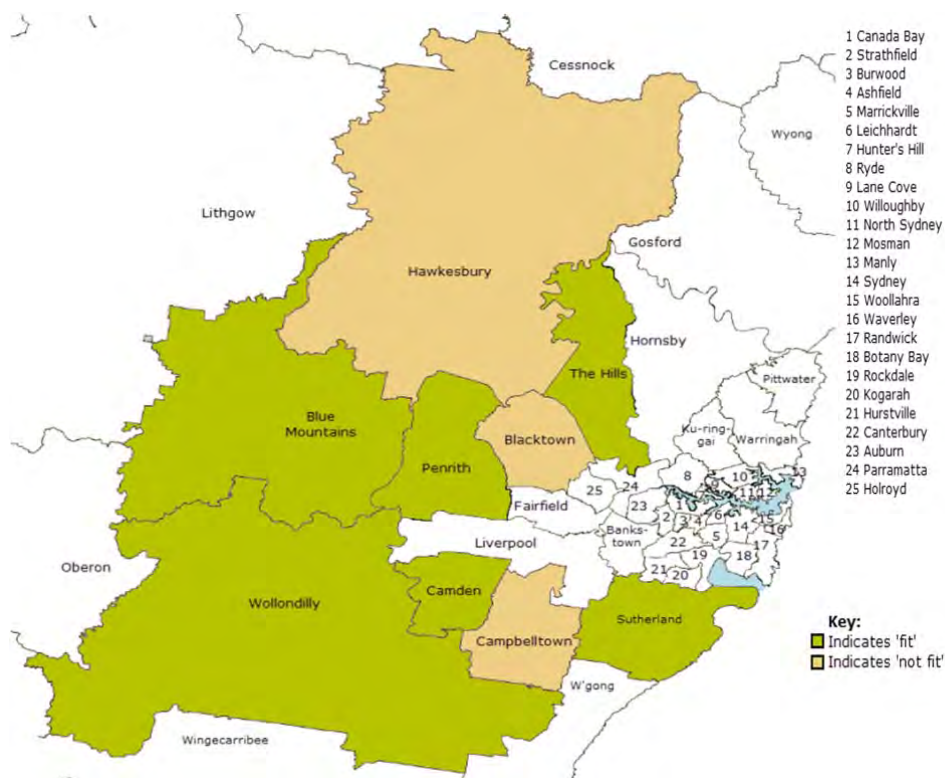 Cessnock
Wyong
Lithgow
Gosford
Hawkesbury
Hornsby
The Hills
Pittwater
Blue
Mountains
Ku-ring-
gai
Warringah
Blacktown
Penrith
8
10
13
24
9
11
12
25
23
1
Fairfield
2
3
4
6
14
15
16
Banks-
town
5
Liverpool
22
17
19
18
Oberon
21
20
Camden
Wollondilly
Sutherland
Campbelltown
W'gong
Wingecarribee
1 Canada Bay
2 Strathfield
3 Burwood
4 Ashfield
5 Marrickville
6 Leichhardt
7 Hunter's Hill
8 Ryde
9 Lane Cove
10 Willoughby
11 North Sydney
12 Mosman
13 Manly
14 Sydney
15 Woollahra
16 Waverley
17 Randwick
18 Botany Bay
19 Rockdale
20 Kogarah
21 Hurstville
22 Canterbury
23 Auburn
24 Parramatta
25 Holroyd
Key:
Indicates 'fit'
Indicates 'not fit'